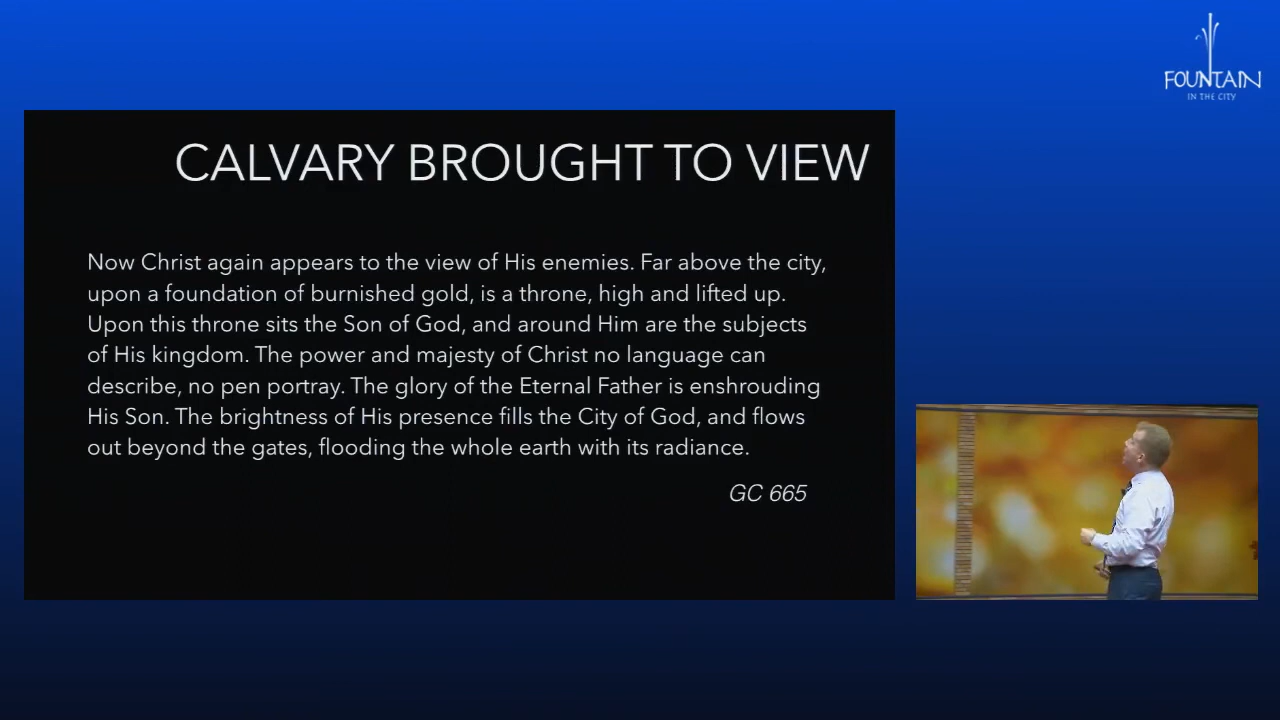 FOUNTAIN
IN THE CITY
CALVARY BROUGHT TO VIEW
Now Christ again appears to the view of His enemies. Far above the city,
upon a foundation of burnished gold, is a throne, high and lifted up.
Upon this throne sits the Son of God, and around Him are the subjects
of His kingdom. The power and majesty of Christ no language can
describe, no pen portray. The glory of the Eternal Father is enshrouding
His Son. The brightness of His presence fills the City of God, and flows
out beyond the gates, flooding the whole earth with its radiance.
GC 665